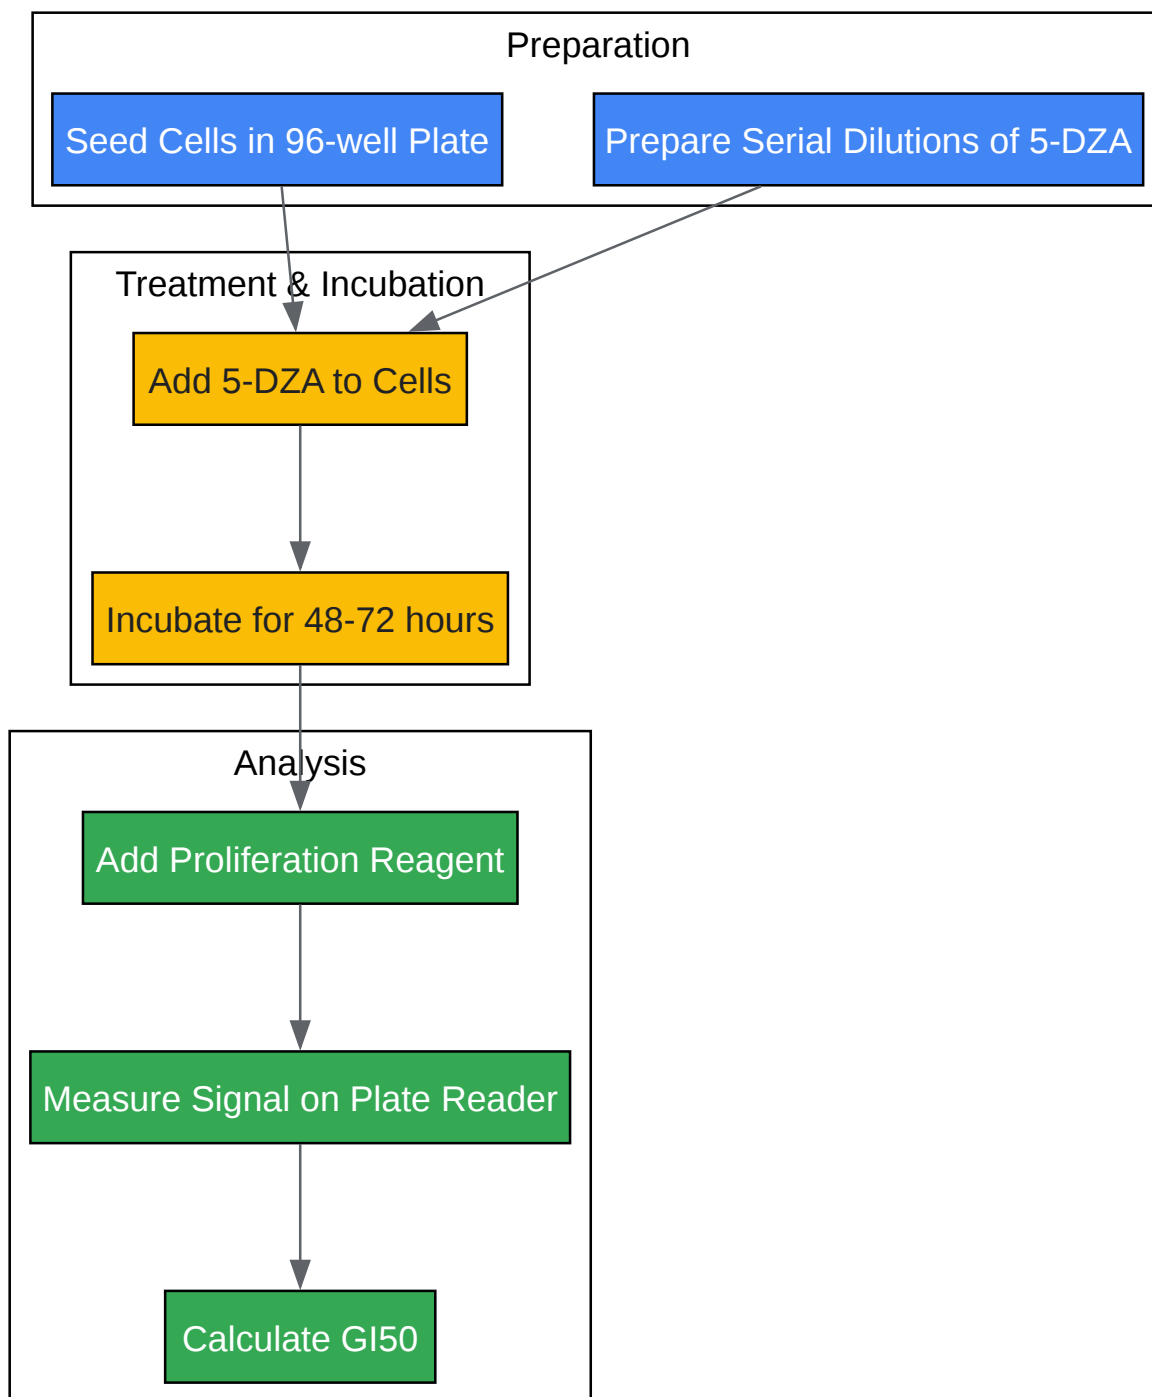 Preparation
Seed Cells in 96-well Plate
Prepare Serial Dilutions of 5-DZA
Treatment & Incubation
Add 5-DZA to Cells
Incubate for 48-72 hours
Analysis
Add Proliferation Reagent
Measure Signal on Plate Reader
Calculate GI50